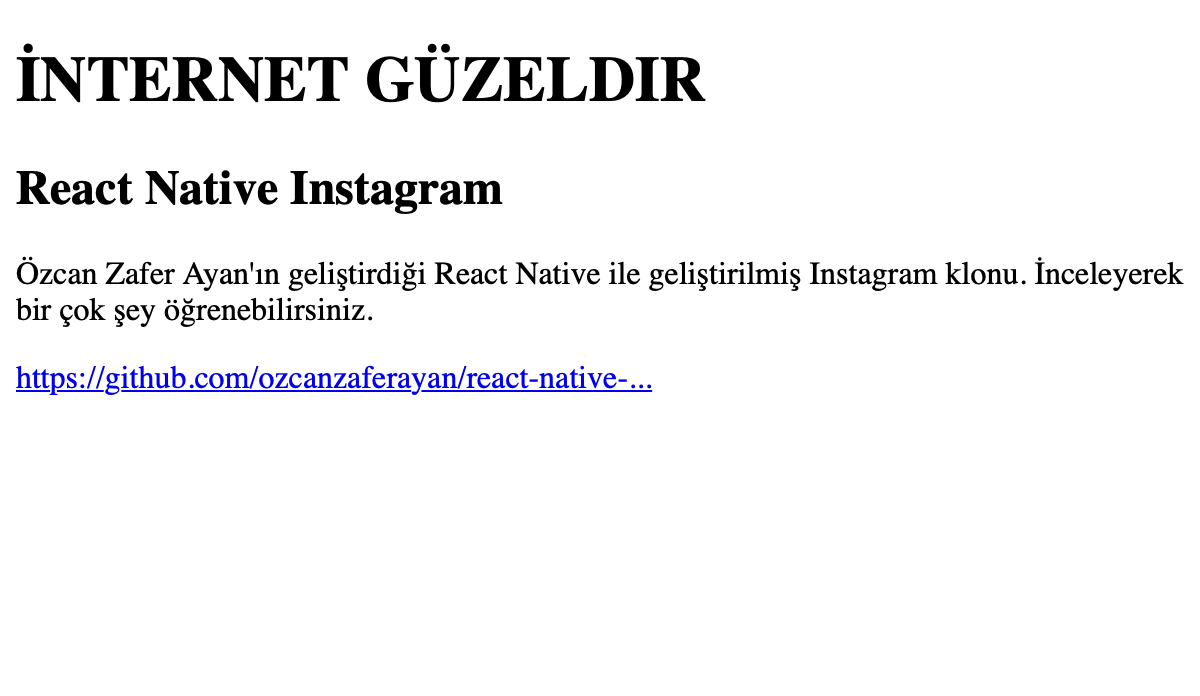 İNTERNET GÜZELDIR
React Native Instagram
Özcan Zafer Ayan'ın geliştirdiği React Native ile geliştirilmiş Instagram klonu. İnceleyerek
bir çok şey öğrenebilirsiniz.
https://github.com/ozcanzaferayan/react-native-...